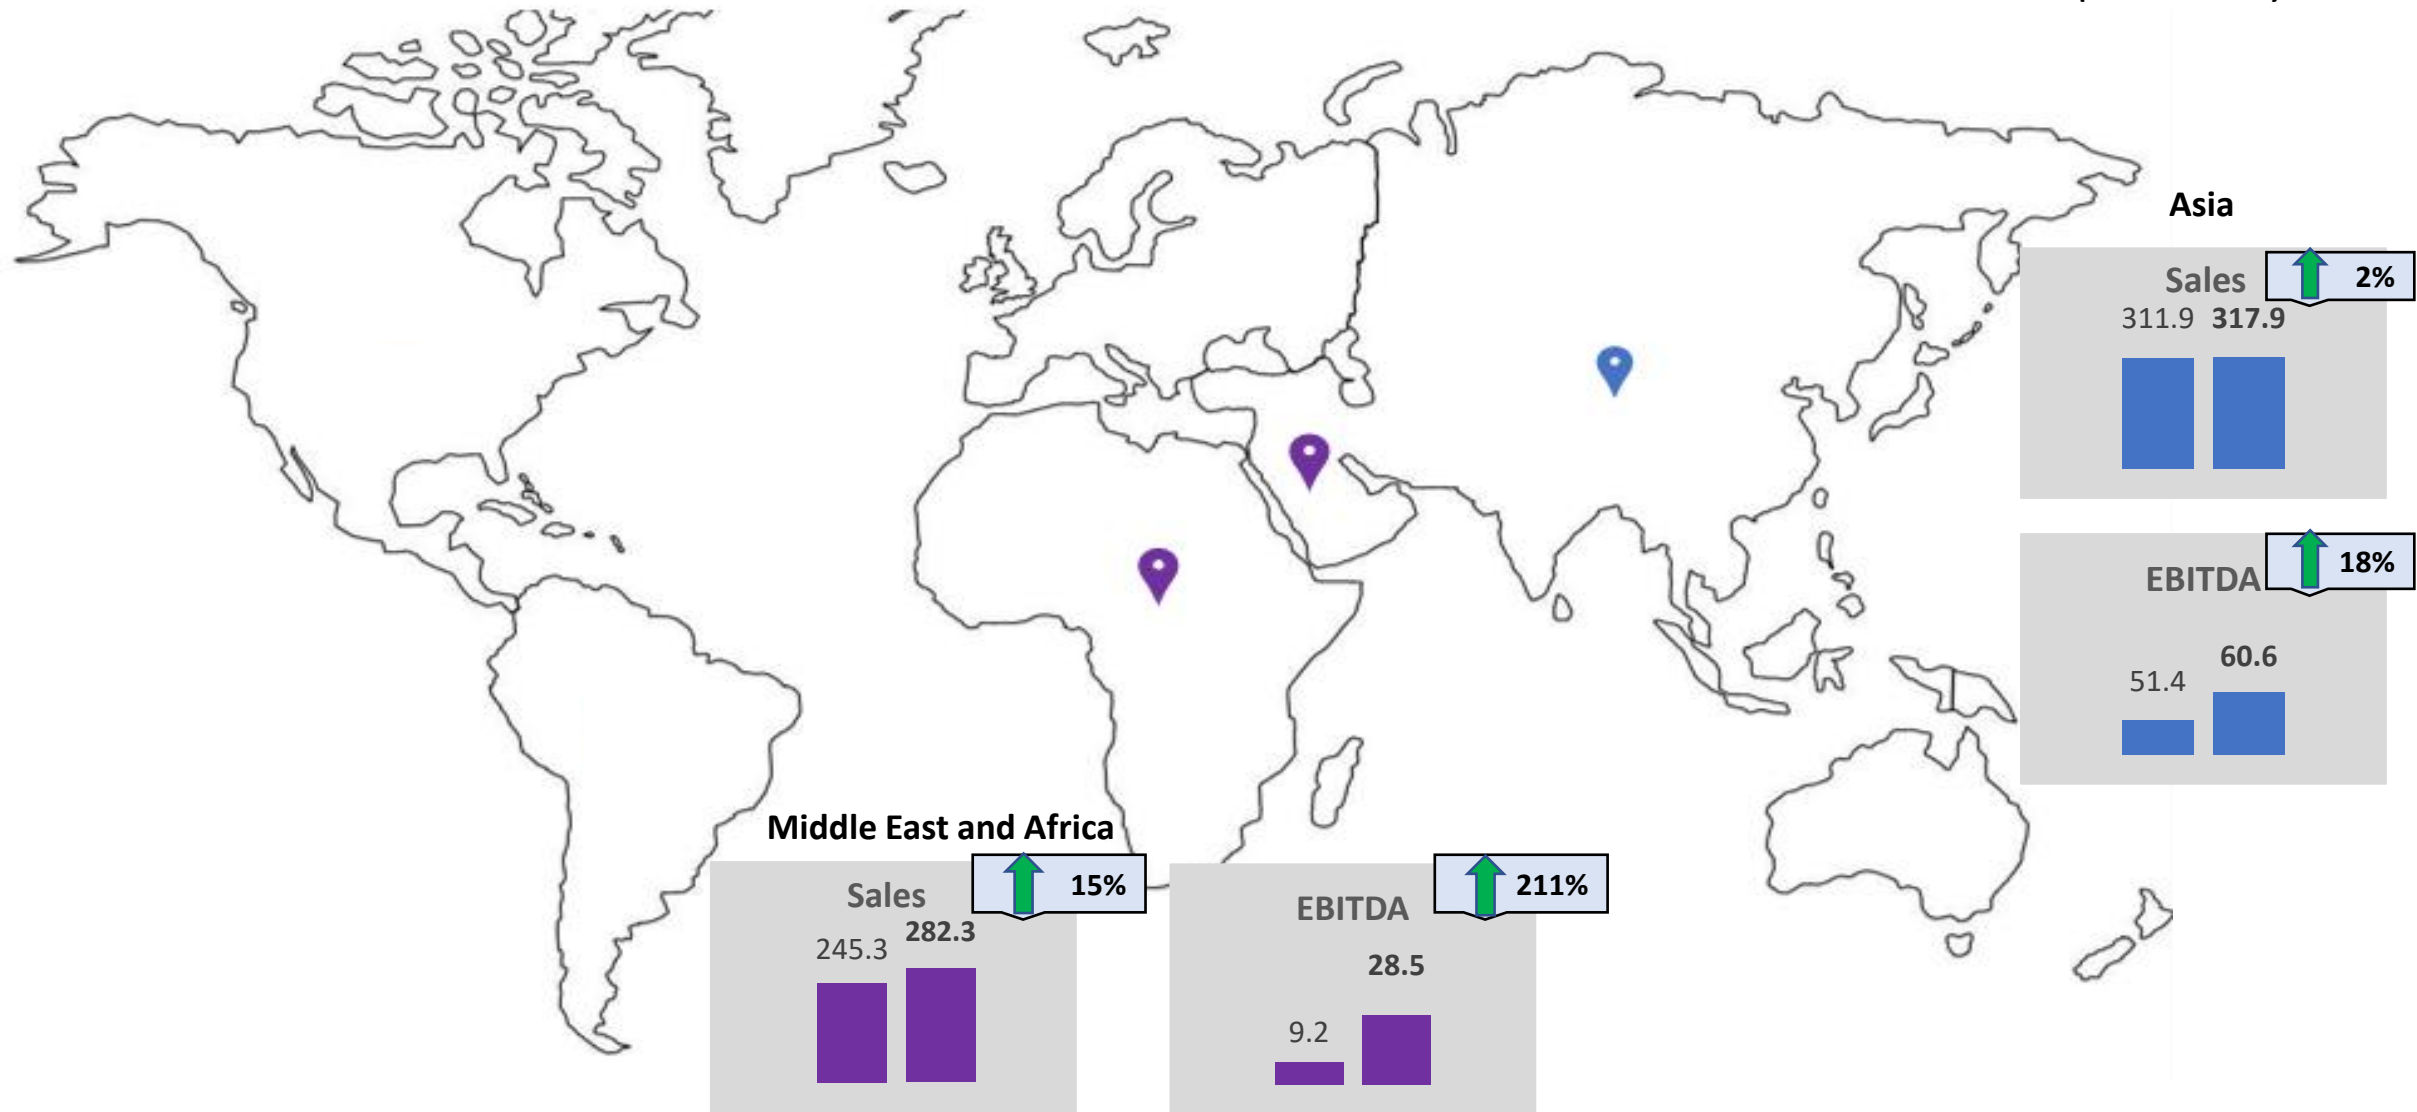 Asia
Sales
2%
311.9 317.9
EBITDA
18%
51.4
60.6
Middle East and Africa
Sales
15%
245.3
282.3
EBITDA
211%
28.5
9.2